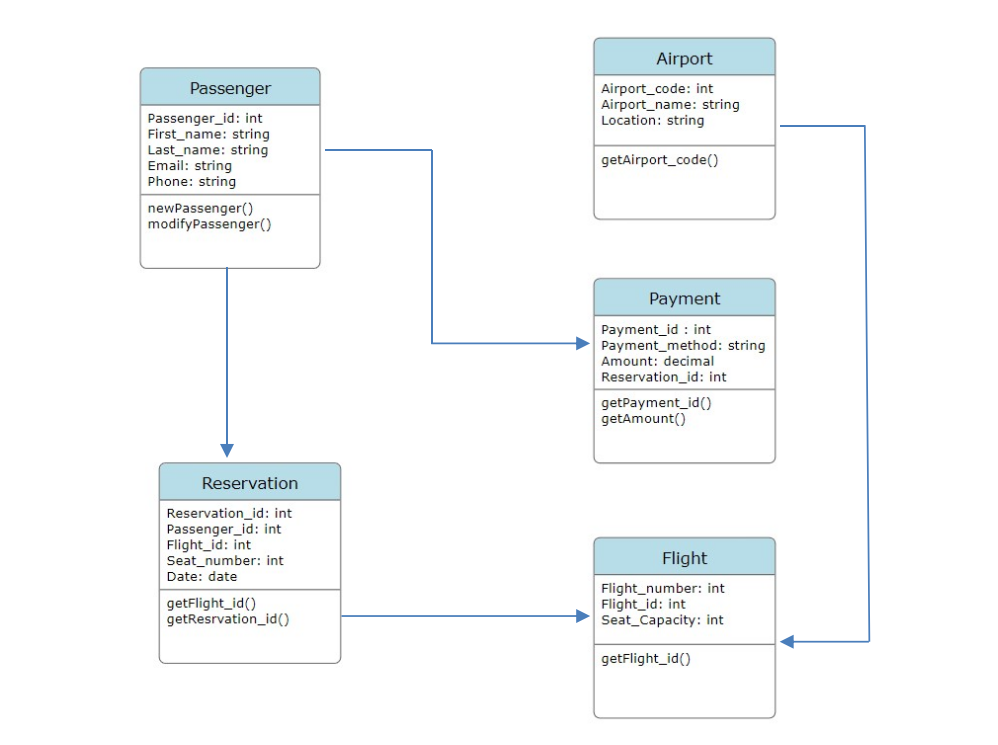 Passenger
Passenger_id: int
First_name: string
Last_name: string
Email: string
Phone: string
newPassenger()
modifyPassenger()
Airport
Airport_code: int
Airport_name: string
Location: string
getAirport_code()
Payment
Payment_id : int
Payment_method: string
Amount: decimal
Reservation_id: int
getPayment_id()
getAmount()
Reservation
Reservation_id: int
Passenger_id: int
Flight_id: int
Seat_number: int
Date: date
getFlight_id()
getResrvation_id()
Flight
Flight_number: int
Flight_id: int
Seat_Capacity: int
getFlight_id()